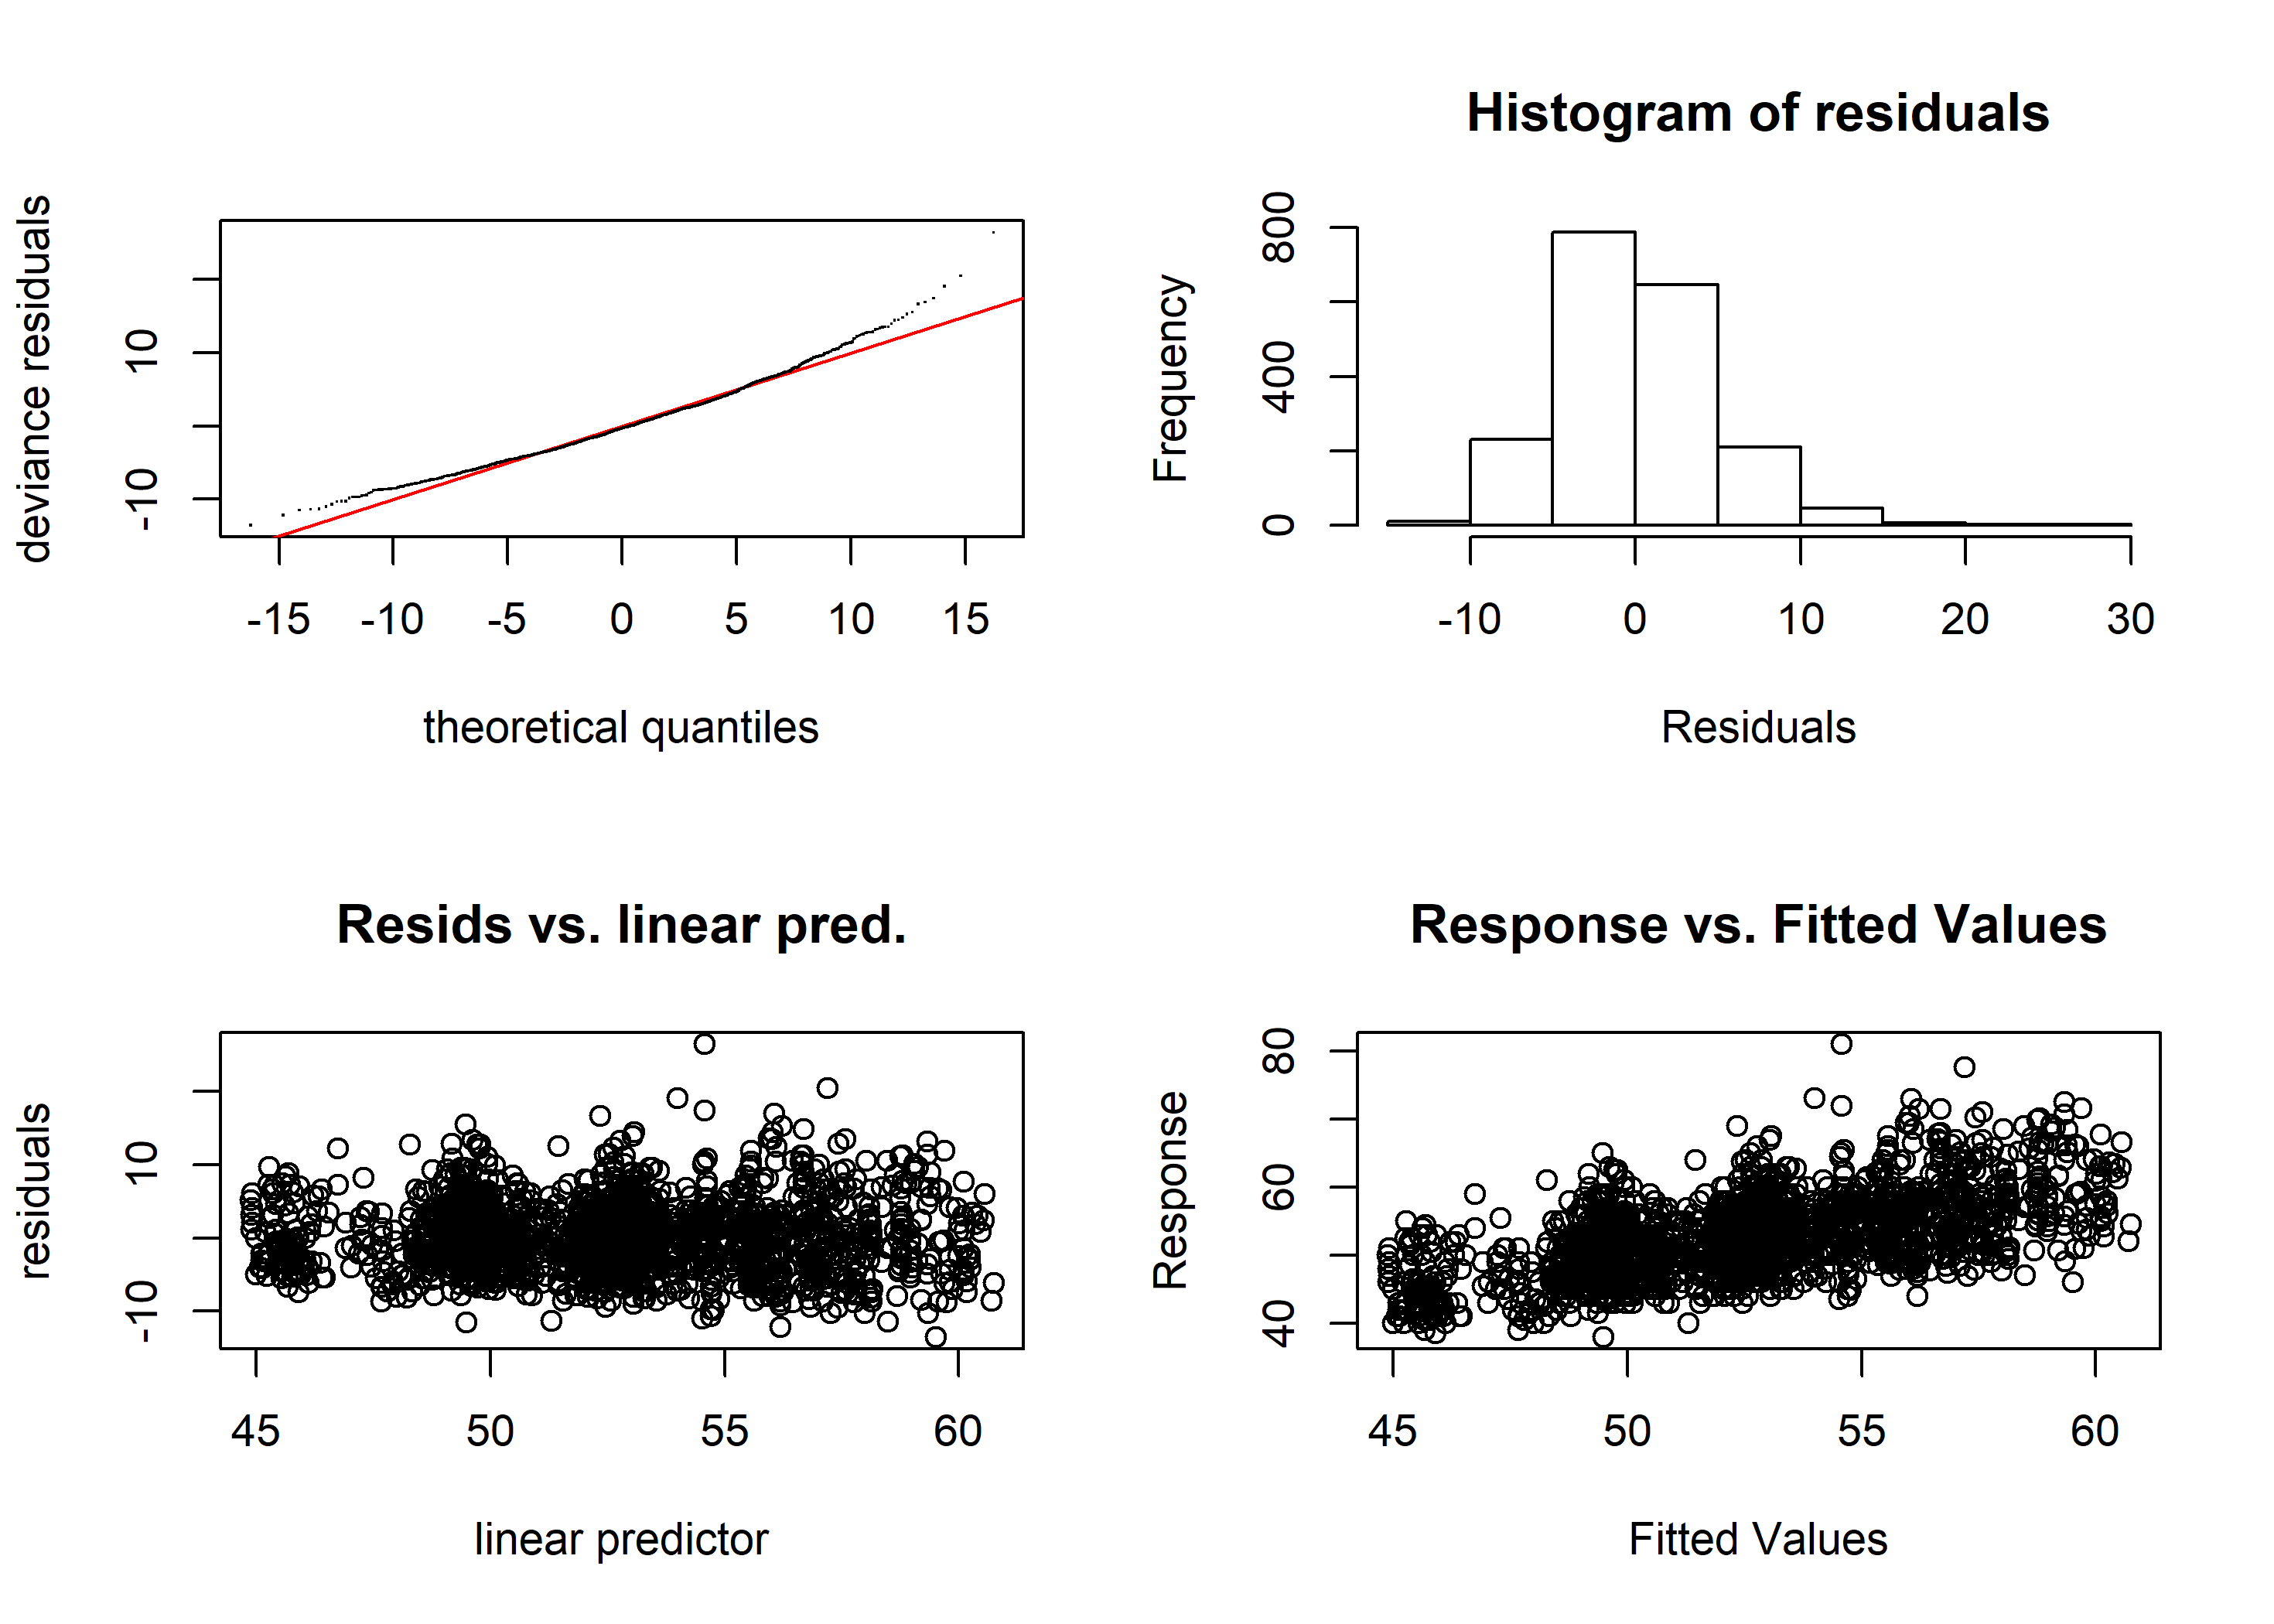 deviance residuals
10
-10
-15 -10 -5 0 5 10 15
theoretical quantiles
Histogram of residuals
Frequency
800
400
0
-10 0 10 20 30
Residuals
Resids vs. linear pred.
residuals
10
-10
45 50 55 60
linear predictor
Response vs. Fitted Values
Response
80
60
40
45 50 55 60
Fitted Values